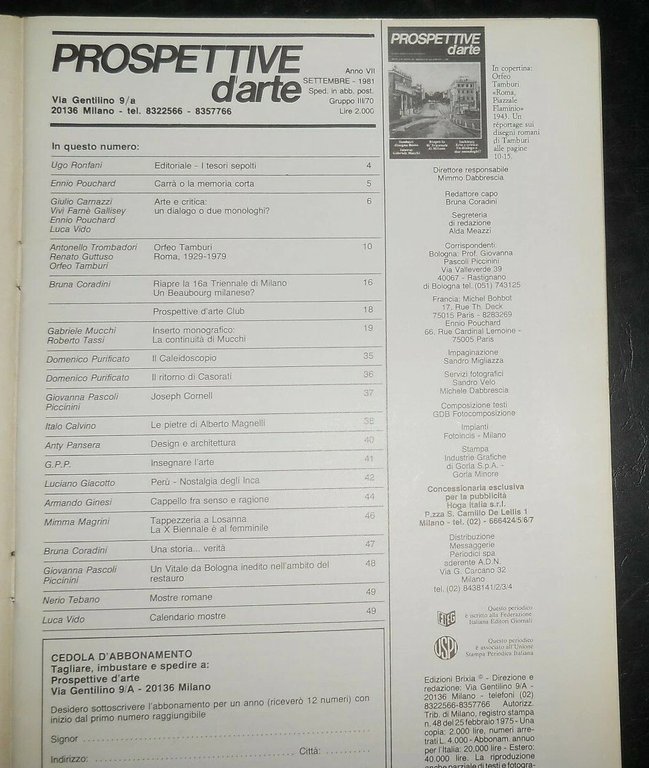 PROSPETTIVE
d'arte
Via Gentilino 9/a
20136 Milano - tel. 8322566 - 8357766
Anno VII
SETTEMBRE - 1981
Sped. in abb. post.
Gruppo III/70
Lire 2.000
In questo numero:
Ugo Ronfani Editoriale - I tesori sepolti 4
Ennio Pouchard Carrà o la memoria corta 5
Giulio Carnazzi Arte e critica: 6
Vivi Farnè Gallisey un dialogo o due monologhi?
Ennio Pouchard
Luca Vido
Antonello Trombadori Orfeo Tamburi 10
Renato Guttuso Roma, 1929-1979
Orfeo Tamburi
Bruna Coradini Riapre la 16a Triennale di Milano 16
Un Beaubourg milanese?
Prospettive d'arte Club 18
Gabriele Mucchi Inserto monografico: 19
Roberto Tassi La continuità di Mucchi
Domenico Purificato Il Caleidoscopio 35
Domenico Purificato Il ritorno di Casorati 36
Giovanna Pascoli Joseph Cornell 37
Piccinini
Italo Calvino Le pietre di Alberto Magnelli 38
Anty Pansera Design e architettura 40
G.P.P. Insegnare l'arte 41
Luciano Giacotto Perù - Nostalgia degli Inca 42
Armando Ginesi Cappello fra senso e ragione 44
Mimma Magrini Tappezzeria a Losanna 46
La X Biennale è al femminile
Bruna Coradini Una storia... verità 47
Giovanna Pascoli Un Vitale da Bologna inedito nell'ambito del 48
Piccinini restauro
Nerio Tebano Mostre romane 49
Luca Vido Calendario mostre 49
CEDOLA D'ABBONAMENTO
Tagliare, imbustare e spedire a:
Prospettive d'arte
Via Gentilino 9/A - 20136 Milano
Desidero sottoscrivere l'abbonamento per un anno (riceverò 12 numeri) con
inizio dal primo numero raggiungibile
Signor
Indirizzo: Città:
PROSPETTIVE
d'arte
In copertina:
Orfeo
Tamburi
«Roma,
Piazzale
Flaminio»
1943. Un
reportage sui
disegni romani
di Tamburi
alle pagine
10-15.
Direttore responsabile
Mimmo Dabbrescia
Redattore capo
Bruna Coradini
Segreteria
di redazione
Alda Meazzi
Corrispondenti:
Bologna: Prof. Giovanna
Pascoli Piccinini
Via Valleverde 39
40067 - Rastignano
di Bologna tel. (051) 743125
Francia: Michel Bohbot
17, Rue Th. Deck
75015 Paris - 8283269
Ennio Pouchard
66, Rue Cardinal Lemoine -
75005 Paris
Impaginazione
Sandro Migliazza
Servizi fotografici
Sandro Velo
Michele Dabbrescia
Composizione testi
GDB Fotocomposizione
Impianti
Fotoincis - Milano
Stampa
Industrie Grafiche
di Gorla S.p.A. -
Gorla Minore
Concessionaria esclusiva
per la pubblicità
Hoga Italia s.r.l.
P.zza S. Camillo De Lellis 1
Milano - tel. (02) - 666424/5/6/7
Distribuzione
Messaggerie
Periodici spa
aderente A.D.N.
Via G. Carcano 32
Milano
tel. (02) 8438141/2/3/4
Questo periodico
è iscritto alla Federazione
Italiana Editori Giornali
USPI
Questo periodico
è associato all'Unione
Stampa Periodica Italiana
Edizioni Brixia © - Direzione e
redazione: Via Gentilino 9/A -
20136 Milano - telefoni (02)
8322566-8357766 Autorizz.
Trib. di Milano, registro stampa
n. 48 del 25 febbraio 1975 - Una
copia: 2.000 lire, numeri arre-
trati L. 4.000 - Abbonam. annuo
per l'Italia: 20.000 lire - Estero:
40.000 lire. La riproduzione
anche parziale di testi e fotogra-